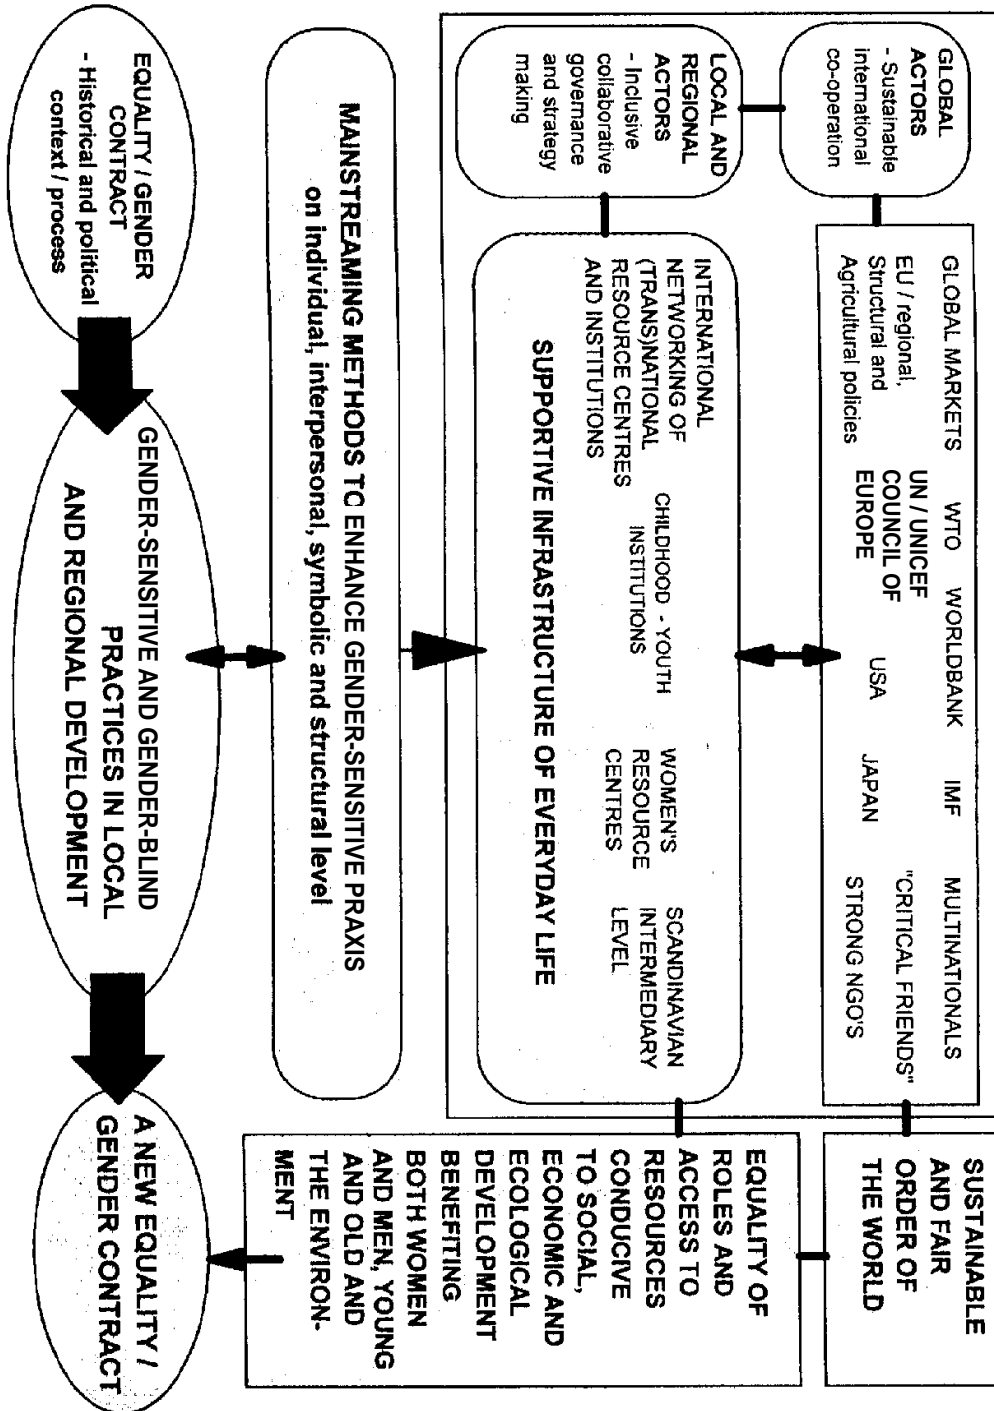 GLOBAL
ACTORS
- Sustainable
international
co-operation
GLOBAL MARKETS WTO WORLDBANK IMF MULTINATIONALS
EU / regional,
Structural and
Agricultural policies
UN / UNICEF
COUNCIL OF
EUROPE
USA
JAPAN
"CRITICAL FRIENDS"
STRONG NGO'S
SUSTAINABLE
AND FAIR
ORDER OF
THE WORLD
LOCAL AND
REGIONAL
ACTORS
- Inclusive
collaborative
governance
and strategy
making
INTERNATIONAL
NETWORKING OF
(TRANS)NATIONAL
RESOURCE CENTRES
AND INSTITUTIONS
CHILDHOOD - YOUTH
INSTITUTIONS
WOMEN'S
RESOURCE
CENTRES
SCANDINAVIAN
INTERMEDIARY
LEVEL
SUPPORTIVE INFRASTRUCTURE OF EVERYDAY LIFE
EQUALITY OF
ROLES AND
ACCESS TO
RESOURCES
CONDUCIVE
TO SOCIAL,
ECONOMIC AND
ECOLOGICAL
DEVELOPMENT
BENEFITING
BOTH WOMEN
AND MEN, YOUNG
AND OLD AND
THE ENVIRON-
MENT
MAINSTREAMING METHODS TO ENHANCE GENDER-SENSITIVE PRAXIS
on individual, interpersonal, symbolic and structural level
EQUALITY / GENDER
CONTRACT
- Historical and political
context / process
GENDER-SENSITIVE AND GENDER-BLIND
PRACTICES IN LOCAL
AND REGIONAL DEVELOPMENT
A NEW EQUALITY /
GENDER CONTRACT